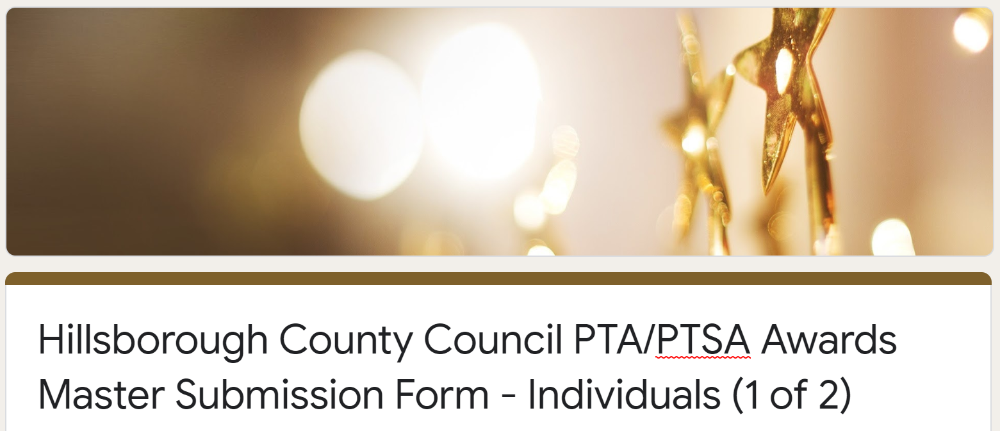 Hillsborough County Council PTA/PTSA Awards
Master Submission Form - Individuals (1 of 2)